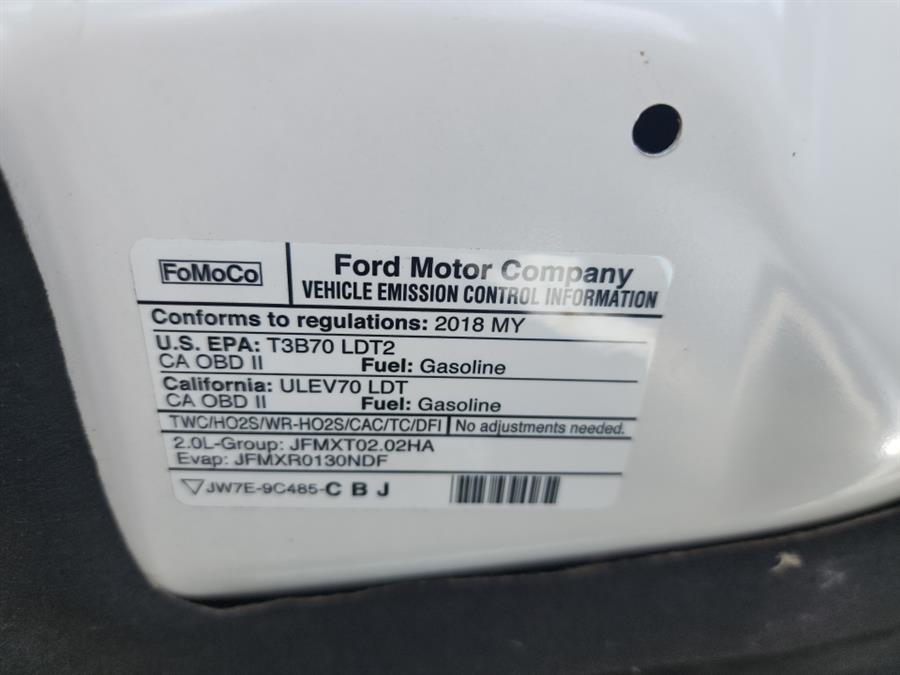 FoMoCo
Ford Motor Company
VEHICLE EMISSION CONTROL INFORMATION
Conforms to regulations: 2018 MY
U.S. EPA: T3B70 LDT2
CA OBD II Fuel: Gasoline
California: ULEV70 LDT
CA OBD II Fuel: Gasoline
TWC/HO2S/WR-HO2S/CAC/TC/DFI No adjustments needed.
2.0L-Group: JFMXT02.02HA
Evap: JFMXR0130NDF
JW7E-9C485-C B J